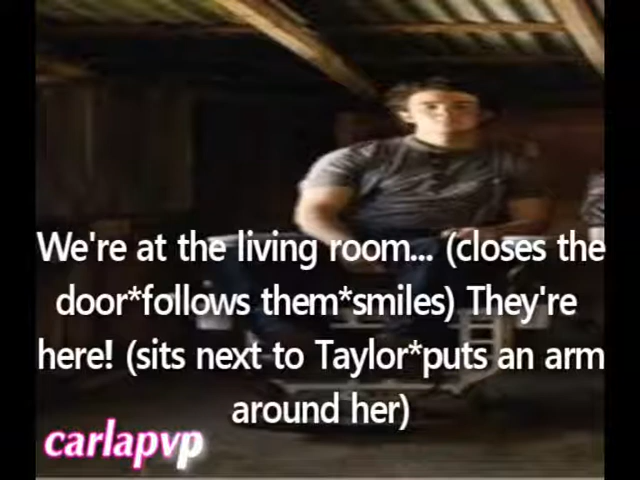 We're at the living room... (closes the
door*follows them*smiles) They're
here! (sits next to Taylor*puts an arm
around her)
carlapvp